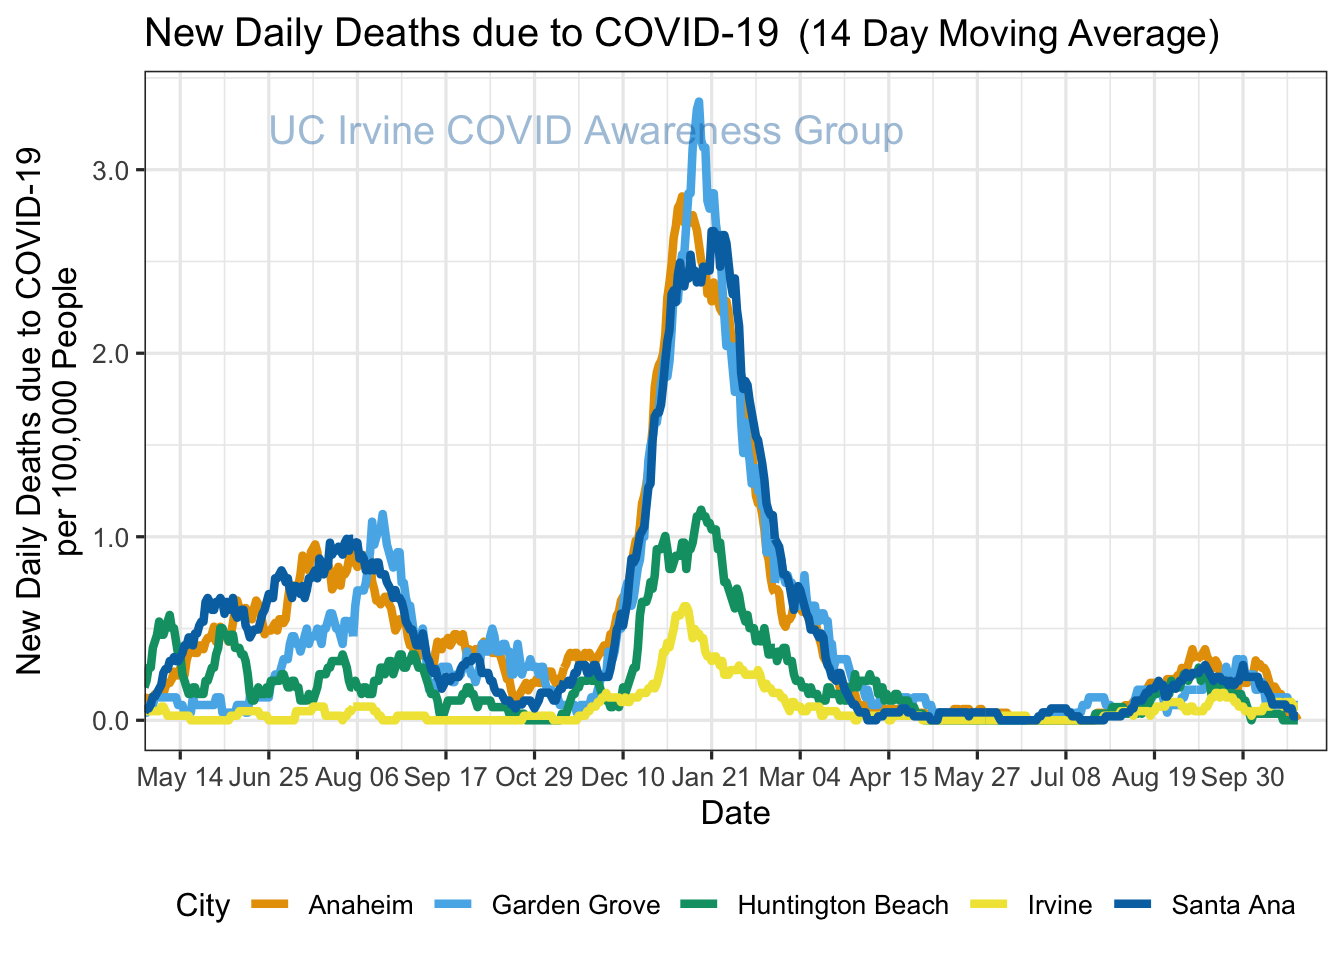 New Daily Deaths due to COVID-19 (14 Day Moving Average)
UC Irvine COVID Awareness Group
New Daily Deaths due to COVID-19
per 100,000 People
3.0
2.0
1.0
0.0
May 14 Jun 25 Aug 06 Sep 17 Oct 29 Dec 10 Jan 21 Mar 04 Apr 15 May 27 Jul 08 Aug 19 Sep 30
Date
City Anaheim Garden Grove Huntington Beach Irvine Santa Ana